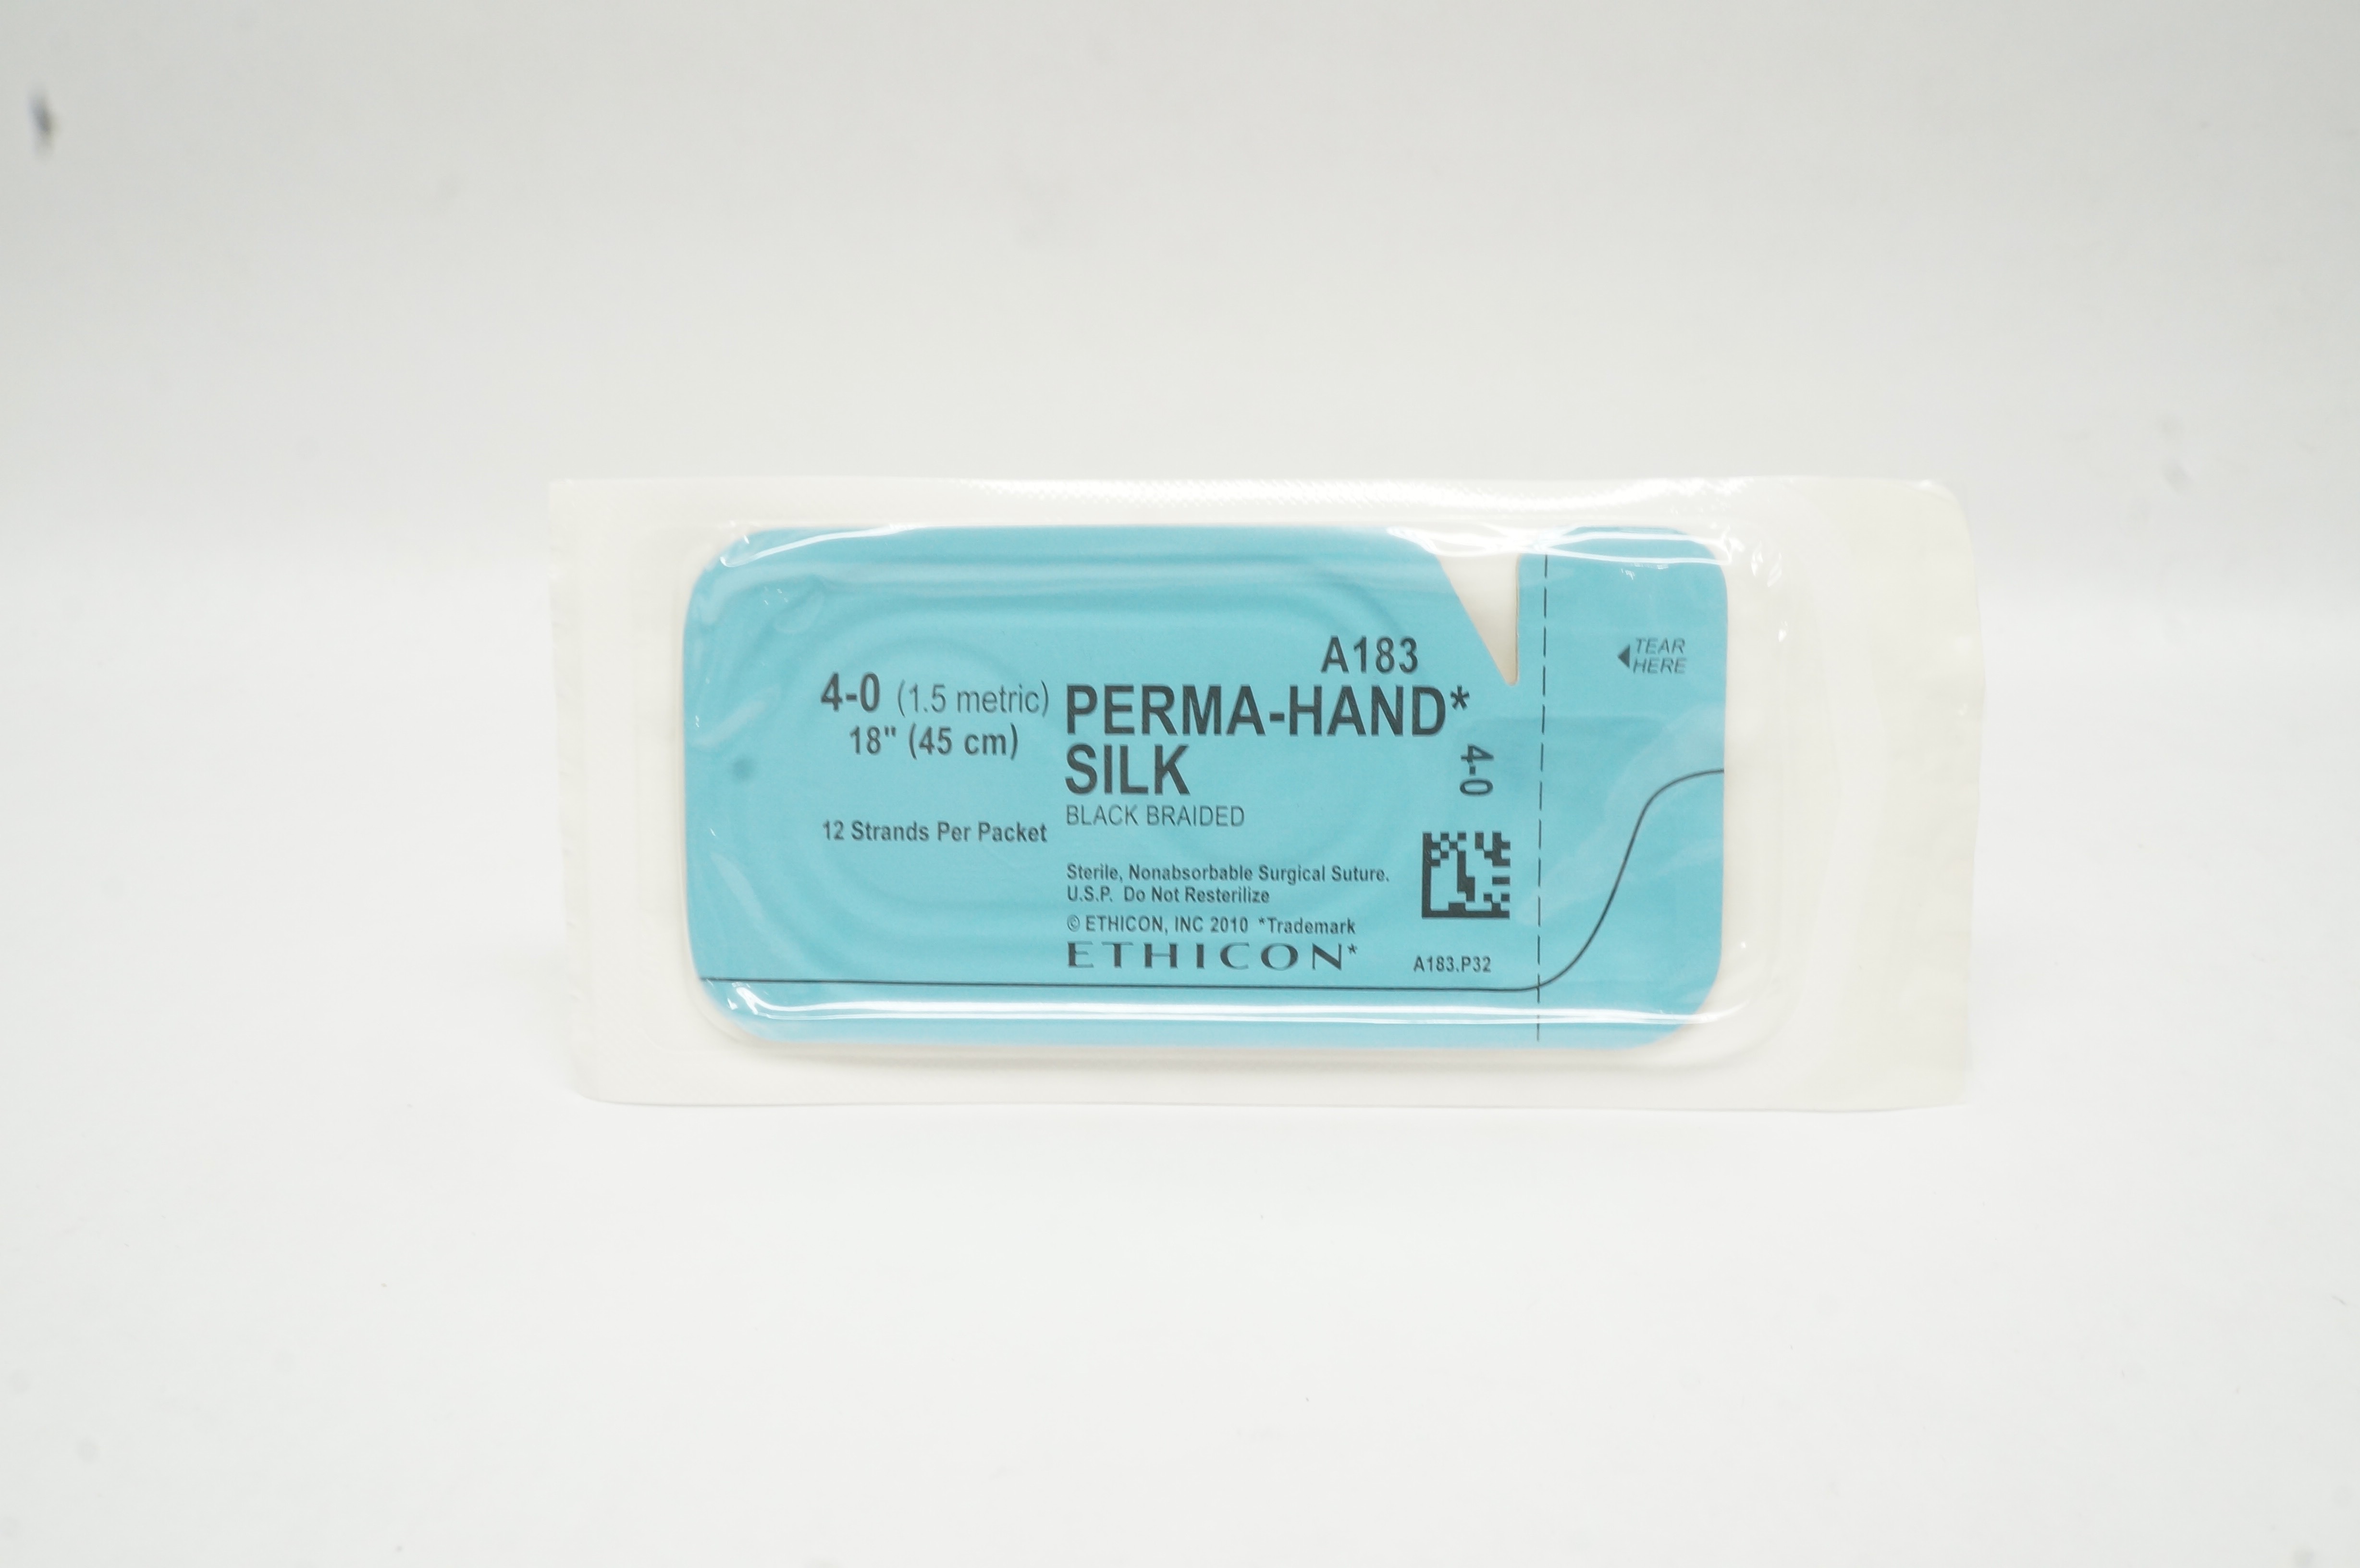 A183
4-0 (1.5 metric)
18" (45 cm)
12 Strands Per Packet
PERMA-HAND*
SILK
BLACK BRAIDED
4-0
Sterile, Nonabsorbable Surgical Suture.
U.S.P. Do Not Resterilize
© ETHICON, INC 2010 *Trademark
ETHICON*
A183.P32
TEAR
HERE